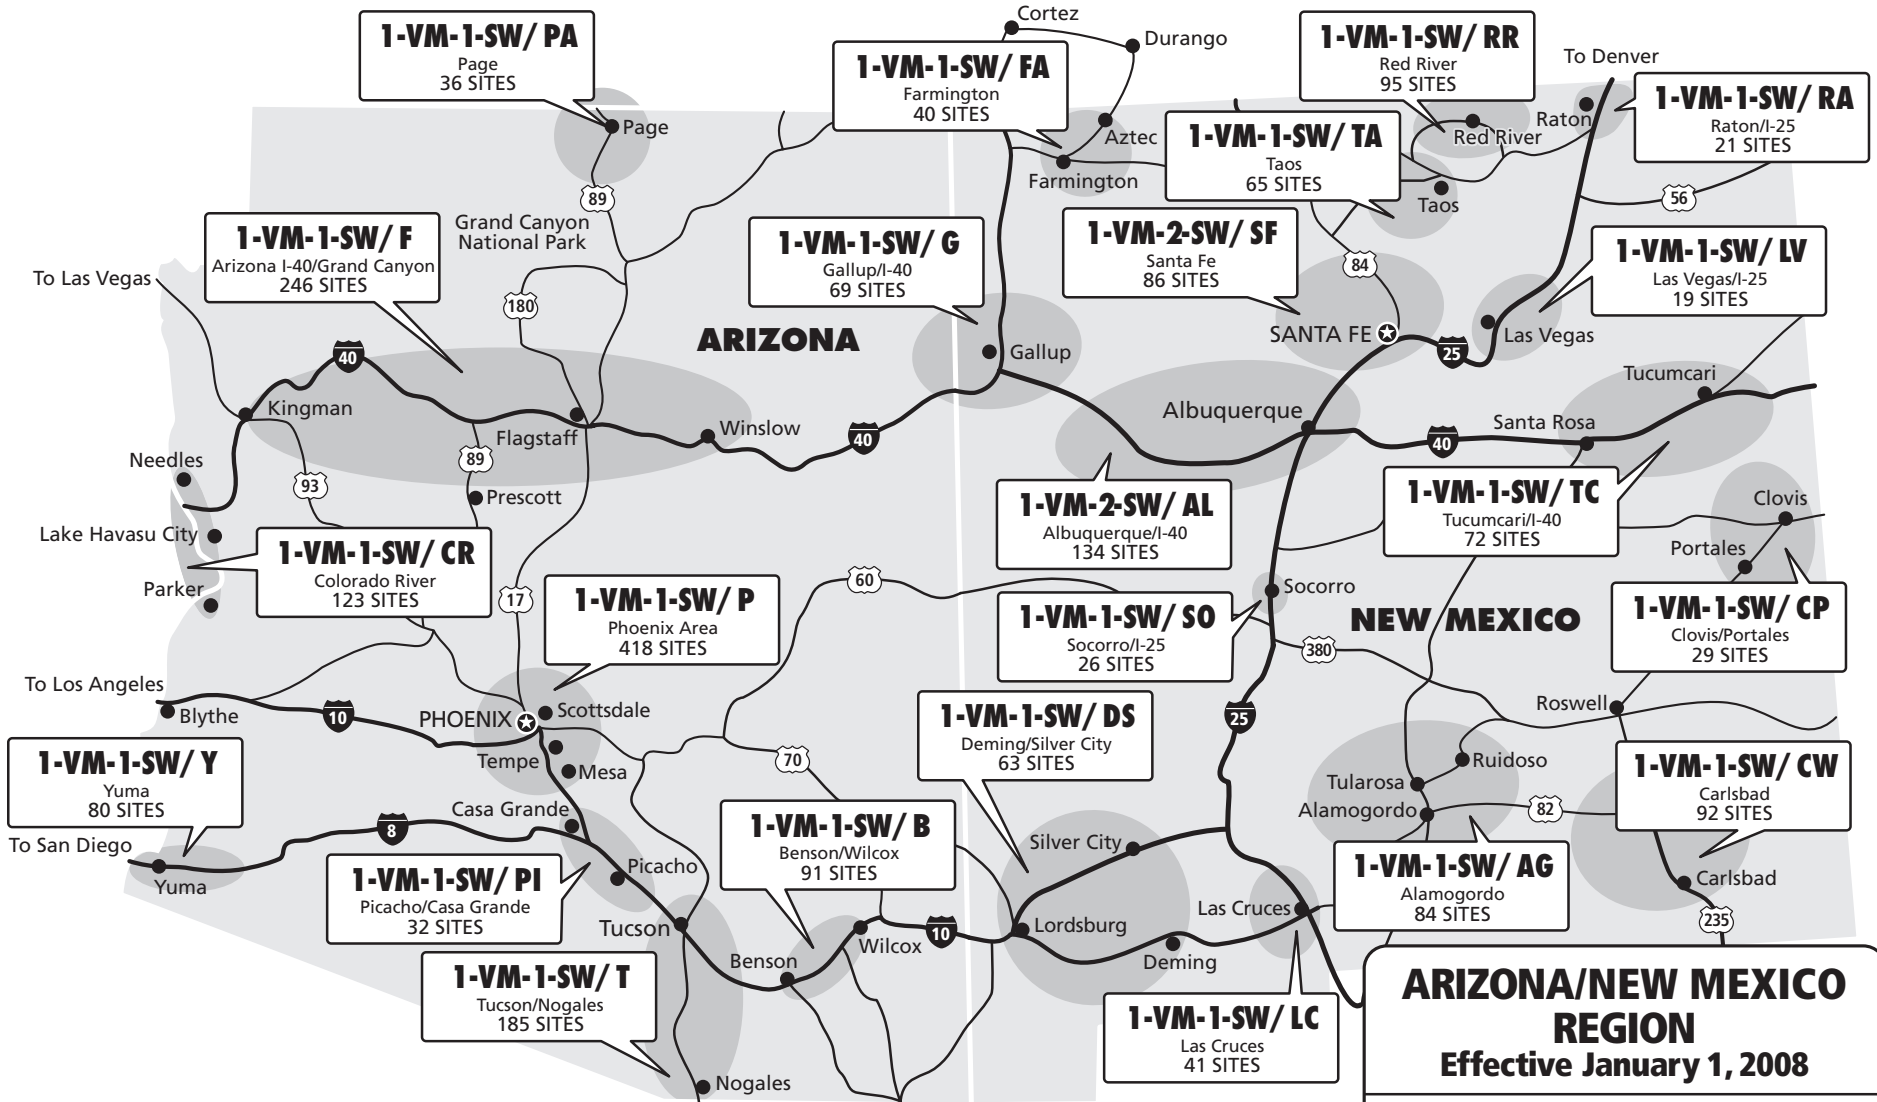 Cortez
1-VM-1-SW/ PA
Page
36 SITES
Durango
1-VM-1-SW/ FA
Farmington
40 SITES
1-VM-1-SW/ RR
Red River
95 SITES
To Denver
1-VM-1-SW/ RA
Raton/I-25
21 SITES
Page
Aztec
Farmington
1-VM-1-SW/ TA
Taos
65 SITES
Red River
Raton
Taos
89
56
Grand Canyon
National Park
1-VM-1-SW/ F
Arizona I-40/Grand Canyon
246 SITES
To Las Vegas
180
1-VM-1-SW/ G
Gallup/I-40
69 SITES
1-VM-2-SW/ SF
Santa Fe
86 SITES
84
1-VM-1-SW/ LV
Las Vegas/I-25
19 SITES
ARIZONA
40
Gallup
SANTA FE
25
Las Vegas
Kingman
Flagstaff
Winslow
40
Albuquerque
40
Santa Rosa
Tucumcari
Needles
93
89
Prescott
1-VM-2-SW/ AL
Albuquerque/I-40
134 SITES
1-VM-1-SW/ TC
Tucumcari/I-40
72 SITES
Clovis
Portales
Lake Havasu City
Parker
1-VM-1-SW/ CR
Colorado River
123 SITES
17
1-VM-1-SW/ P
Phoenix Area
418 SITES
60
1-VM-1-SW/ SO
Socorro/I-25
26 SITES
Socorro
NEW MEXICO
380
1-VM-1-SW/ CP
Clovis/Portales
29 SITES
To Los Angeles
Blythe
10
PHOENIX
Scottsdale
Tempe
Mesa
70
1-VM-1-SW/ DS
Deming/Silver City
63 SITES
25
Roswell
Ruidoso
Tularosa
Alamogordo
82
1-VM-1-SW/ CW
Carlsbad
92 SITES
1-VM-1-SW/ Y
Yuma
80 SITES
To San Diego
Yuma
8
Casa Grande
Picacho
1-VM-1-SW/ PI
Picacho/Casa Grande
32 SITES
1-VM-1-SW/ B
Benson/Wilcox
91 SITES
Silver City
1-VM-1-SW/ AG
Alamogordo
84 SITES
Carlsbad
235
Tucson
Benson
Wilcox
10
Lordsburg
Deming
Las Cruces
1-VM-1-SW/ T
Tucson/Nogales
185 SITES
Nogales
1-VM-1-SW/ LC
Las Cruces
41 SITES
ARIZONA/NEW MEXICO
REGION
Effective January 1, 2008